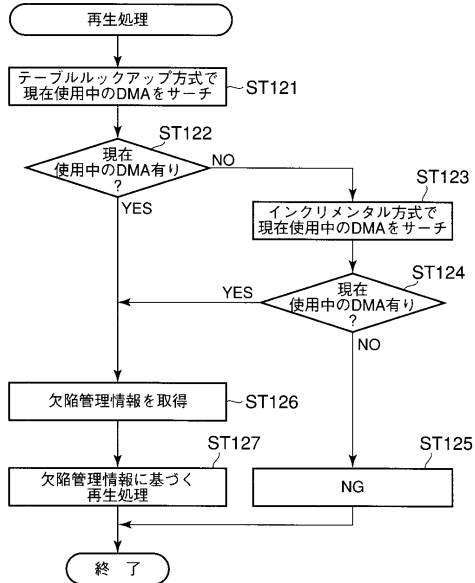 再生処理
テーブルルックアップ方式で
現在使用中のDMAをサーチ
ST121
ST122
現在
使用中のDMA有り
?
NO
YES
ST123
インクリメンタル方式で
現在使用中のDMAをサーチ
ST124
現在
使用中のDMA有り
?
YES
NO
欠陥管理情報を取得
ST126
ST127
欠陥管理情報に基づく
再生処理
ST125
NG
終 了